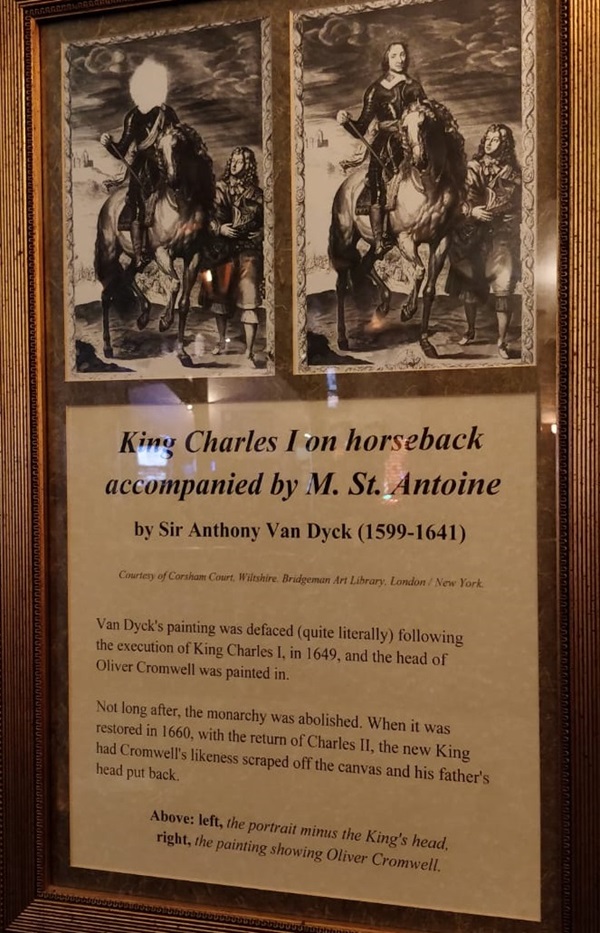 King Charles I on horseback
accompanied by M. St. Antoine
by Sir Anthony Van Dyck (1599-1641)
Courtesy of Corsham Court, Wiltshire. Bridgeman Art Library, London / New York.
Van Dyck's painting was defaced (quite literally) following
the execution of King Charles I, in 1649, and the head of
Oliver Cromwell was painted in.
Not long after, the monarchy was abolished. When it was
restored in 1660, with the return of Charles II, the new King
had Cromwell's likeness scraped off the canvas and his father's
head put back.
Above: left, the portrait minus the King's head,
right, the painting showing Oliver Cromwell.